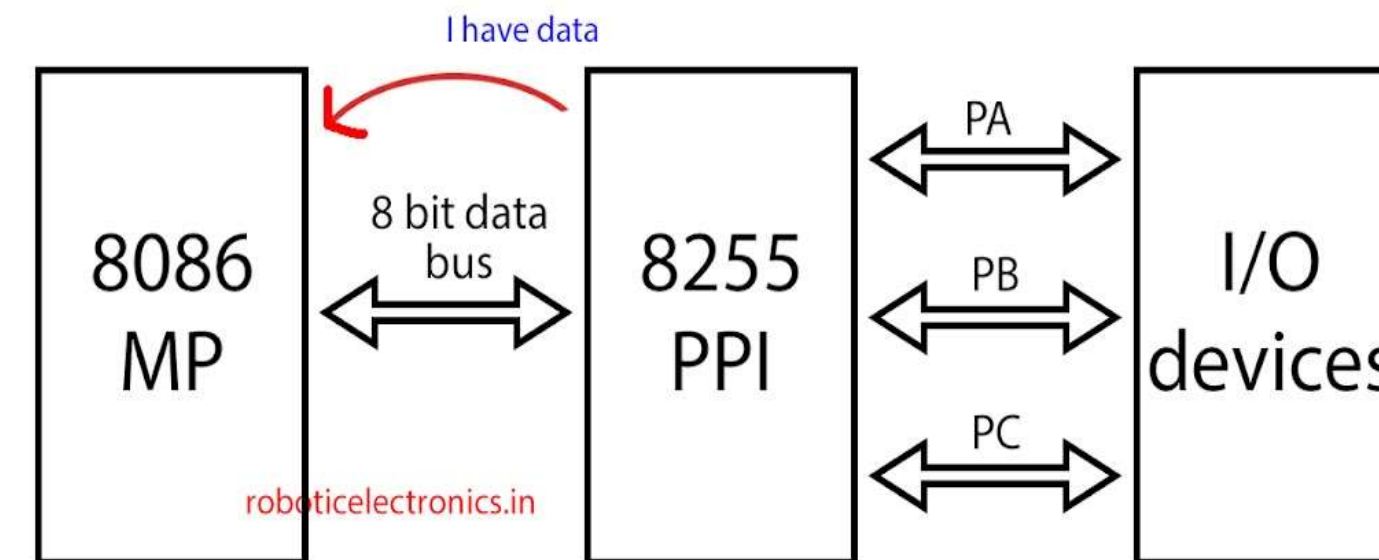 I have data
8086
MP
8 bit data
bus
8255
PPI
PA
PB
PC
I/O
devices
roboticelectronics.in